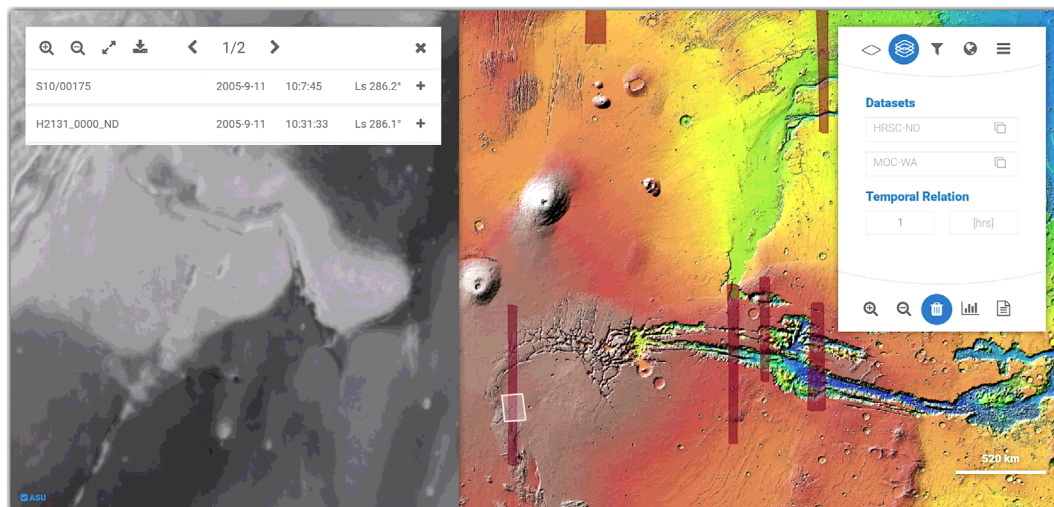 1/2
S10/00175 2005-9-11 10:7:45 Ls 286.2°
H2131_0000_ND 2005-9-11 10:31:33 Ls 286.1°
Datasets
HRSC-ND
MOC-WA
Temporal Relation
1 [hrs]
520 km
ASU